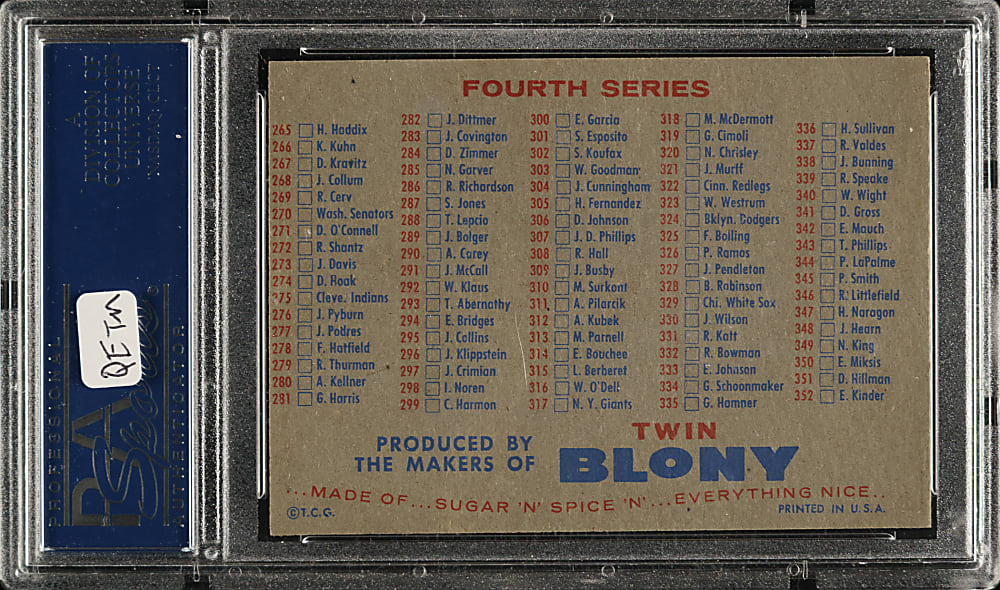 A
DIVISION OF
COLLECTORS
UNIVERSE
NASDAQ: CLCT
PROFESSIONAL
PSA
AUTHENTICATOR
QE-TW
FOURTH SERIES
265 H. Haddix
266 K. Kuhn
267 D. Kravitz
268 J. Collum
269 R. Cerv
270 Wash. Senators
271 D. O'Connell
272 R. Shantz
273 J. Davis
274 D. Hoak
275 Cleve. Indians
276 J. Pyburn
277 J. Podres
278 F. Hatfield
279 R. Thurman
280 A. Kellner
281 G. Harris
282 J. Dittmer
283 J. Covington
284 D. Zimmer
285 N. Garver
286 R. Richardson
287 S. Jones
288 T. Lepcio
289 J. Bolger
290 A. Carey
291 J. McCall
292 W. Klaus
293 T. Abernathy
294 E. Bridges
295 J. Collins
296 J. Klippstein
297 J. Crimian
298 I. Noren
299 C. Harmon
300 E. Garcia
301 S. Esposito
302 S. Koufax
303 W. Goodman
304 J. Cunningham
305 H. Fernandez
306 D. Johnson
307 J. D. Phillips
308 R. Hall
309 J. Busby
310 M. Surkont
311 A. Pilarcik
312 A. Kubek
313 M. Parnell
314 E. Bouchee
315 L. Berberet
316 W. O'Dell
317 N. Y. Giants
318 M. McDermott
319 G. Cimoli
320 N. Chrisley
321 J. Murff
322 Cinn. Redlegs
323 W. Westrum
324 Bklyn. Dodgers
325 F. Bolling
326 P. Ramos
327 J. Pendleton
328 B. Robinson
329 Chi. White Sox
330 J. Wilson
331 R. Katt
332 R. Bowman
333 E. Johnson
334 G. Schoonmaker
335 G. Hamner
336 H. Sullivan
337 R. Valdes
338 J. Bunning
339 R. Speake
340 W. Wight
341 D. Gross
342 E. Mauch
343 T. Phillips
344 P. LaPalme
345 P. Smith
346 R. Littlefield
347 H. Naragon
348 J. Hearn
349 N. King
350 E. Miksis
351 D. Hillman
352 E. Kinder
PRODUCED BY
THE MAKERS OF
TWIN
BLONY
...MADE OF...SUGAR 'N' SPICE 'N'...EVERYTHING NICE..
©T.C.G.
PRINTED IN U.S.A.